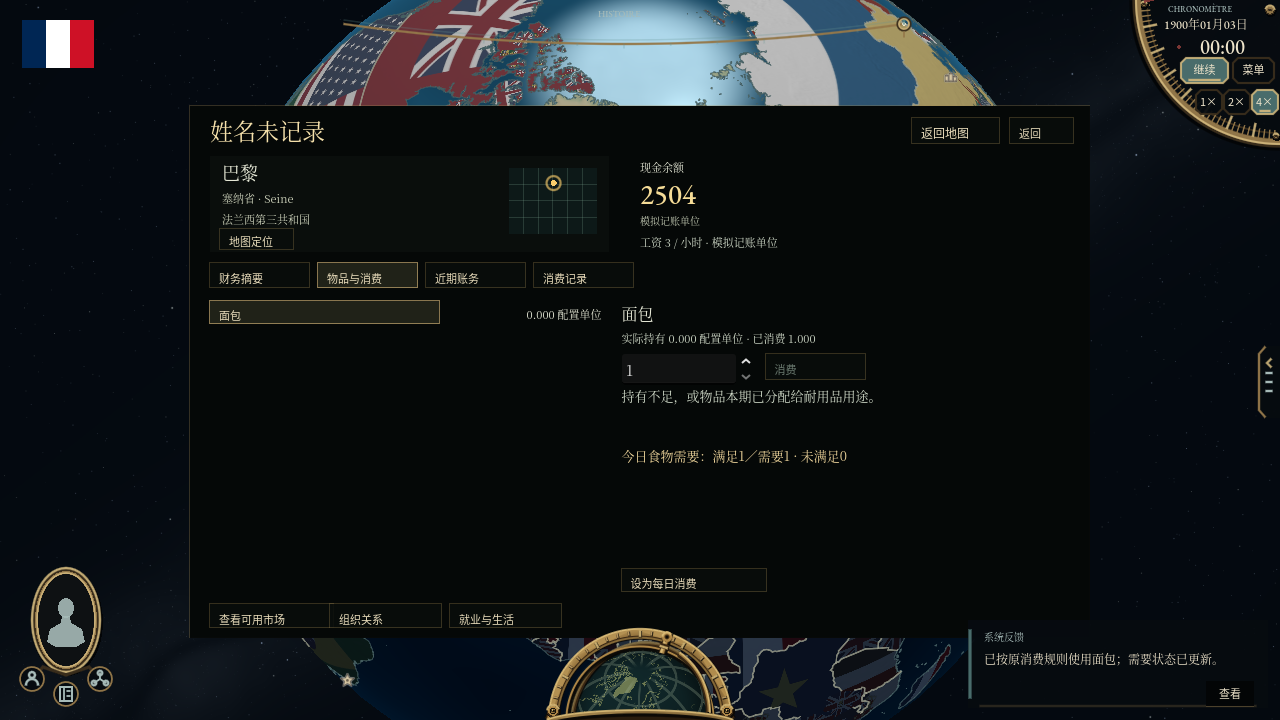 HISTORIA
CHRONOMÈTRE
1900年01月03日
00:00
继续
菜单
1×
2×
4×
姓名未记录
返回地图
返回
巴黎
塞纳省 · Seine
法兰西第三共和国
地图定位
现金余额
2504
模拟记账单位
工资 3 / 小时 · 模拟记账单位
财务摘要
物品与消费
近期账务
消费记录
面包
0.000 配置单位
面包
实际持有 0.000 配置单位 · 已消费 1.000
1
消费
持有不足，或物品本期已分配给耐用品用途。
今日食物需要：满足1／需要1 · 未满足0
设为每日消费
查看可用市场
组织关系
就业与生活
系统反馈
已按原消费规则使用面包；需要状态已更新。
查看